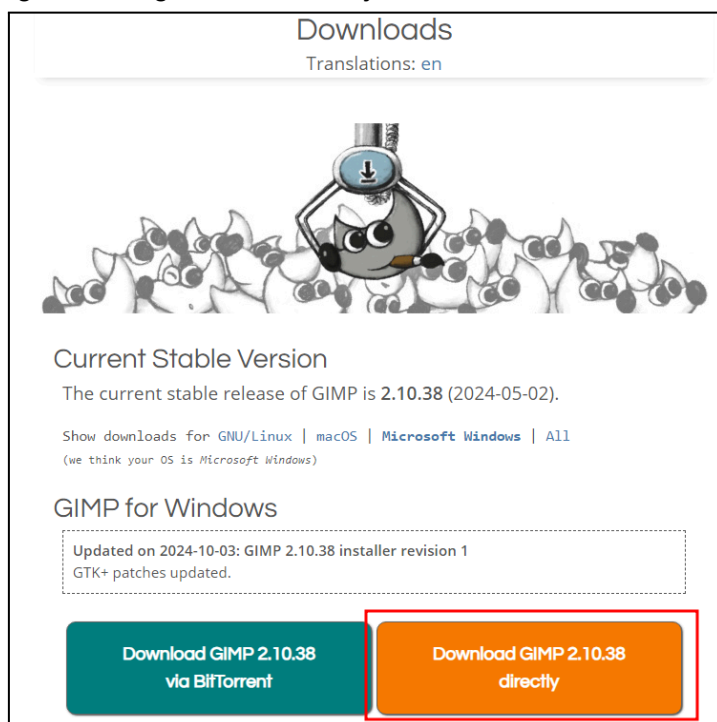 Downloads
Translations: en
Current Stable Version
The current stable release of GIMP is 2.10.38 (2024-05-02).
Show downloads for GNU/Linux | macOS | Microsoft Windows | All
(we think your OS is Microsoft Windows)
GIMP for Windows
Updated on 2024-10-03: GIMP 2.10.38 installer revision 1
GTK+ patches updated.
Download GIMP 2.10.38
via BitTorrent
Download GIMP 2.10.38
directly